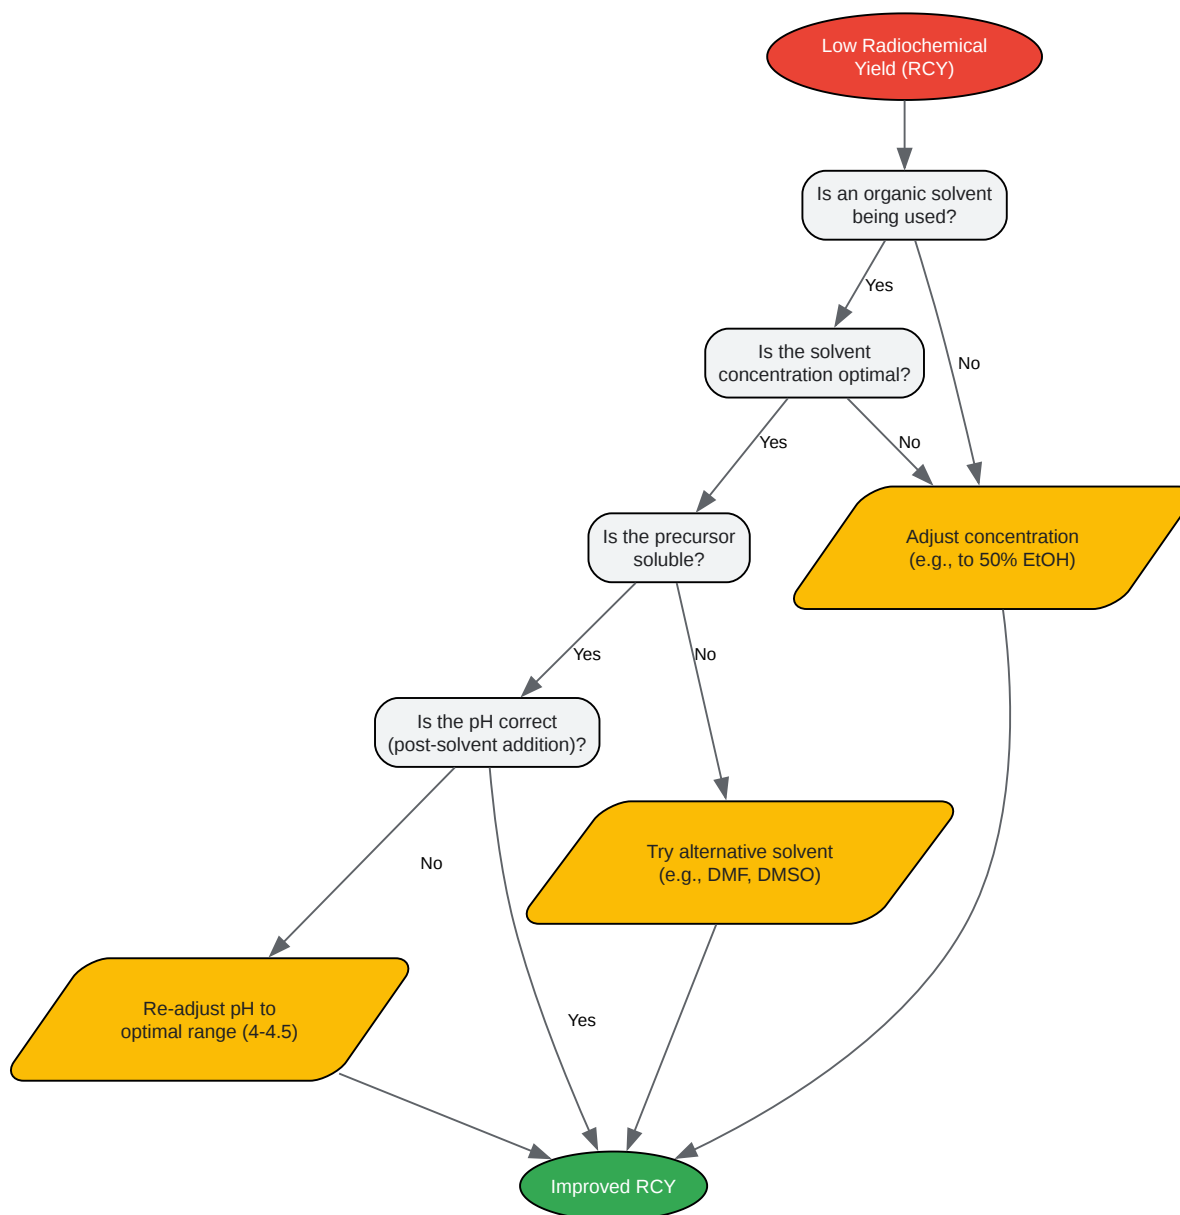 Low Radiochemical
Yield (RCY)
Is an organic solvent
being used?
Yes
Is the solvent
concentration optimal?
No
Yes
No
Is the precursor
soluble?
Adjust concentration
(e.g., to 50% EtOH)
Yes
No
Is the pH correct
(post-solvent addition)?
Try alternative solvent
(e.g., DMF, DMSO)
No
Re-adjust pH to
optimal range (4-4.5)
Yes
Improved RCY